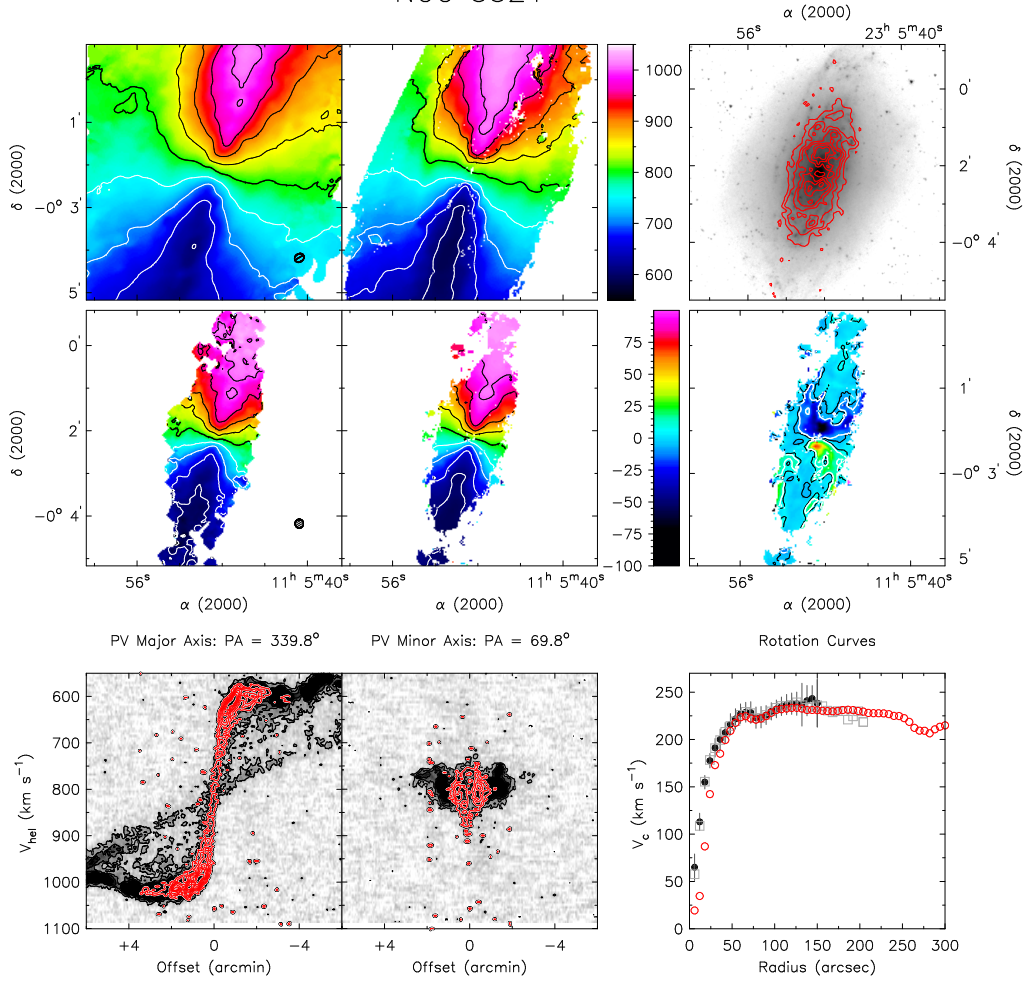 α (2000)
56ˢ 23ʰ 5ᵐ40ˢ
1'
-0° 3'
5'
δ (2000)
1000
900
800
700
600
0'
2
-0° 4'
δ (2000)
0'
2'
-0° 4'
δ (2000)
75
50
25
0
-25
-50
-75
-100
1'
-0° 3'
5'
δ (2000)
56ˢ 11ʰ 5ᵐ40ˢ
α (2000)
56ˢ 11ʰ 5ᵐ40ˢ
α (2000)
56ˢ 11ʰ 5ᵐ40ˢ
α (2000)
PV Major Axis: PA = 339.8° PV Minor Axis: PA = 69.8° Rotation Curves
600
700
800
900
1000
1100
V_hel (km s⁻¹)
+4 0 -4
Offset (arcmin)
+4 0 -4
Offset (arcmin)
250
200
150
100
50
0
V_c (km s⁻¹)
0 50 100 150 200 250 300
Radius (arcsec)